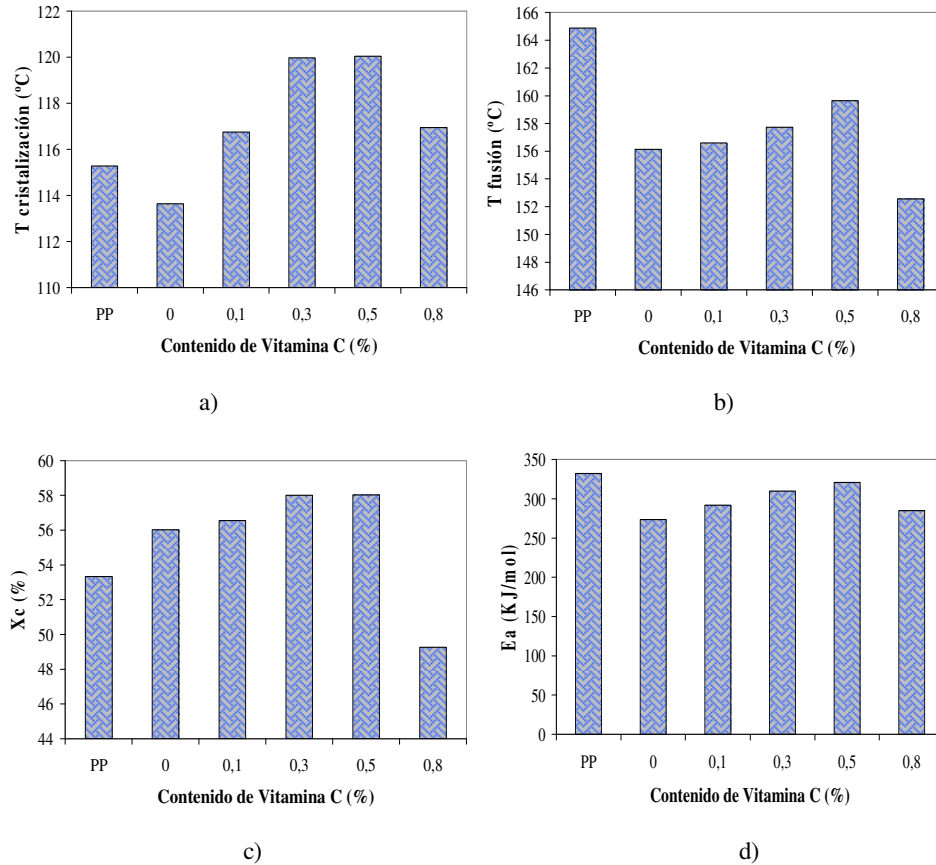 T cristalización (ºC)
120
118
116
114
112
110
PP 0 0,1 0,3 0,5 0,8
Contenido de Vitamina C (%)
a)
T fusión (ºC)
166
164
162
160
158
156
154
152
150
148
146
PP 0 0,1 0,3 0,5 0,8
Contenido de Vitamina C (%)
b)
Xc (%)
60
58
56
54
52
50
48
46
44
PP 0 0,1 0,3 0,5 0,8
Contenido de Vitamina C (%)
c)
Ea (KJ/mol)
350
300
250
200
150
100
50
0
PP 0 0,1 0,3 0,5 0,8
Contenido de Vitamina C (%)
d)